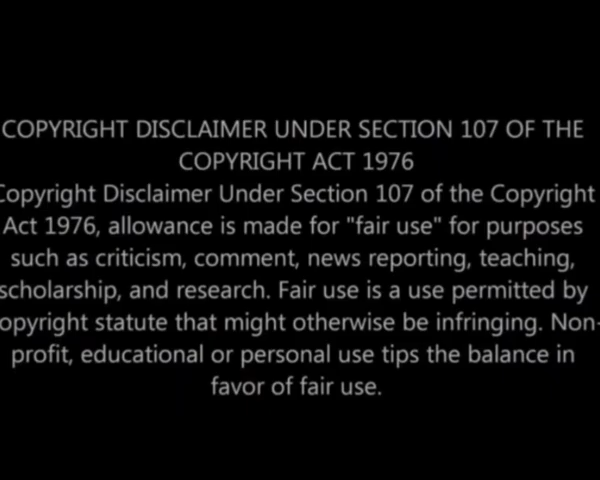 COPYRIGHT DISCLAIMER UNDER SECTION 107 OF THE
COPYRIGHT ACT 1976
Copyright Disclaimer Under Section 107 of the Copyright
Act 1976, allowance is made for "fair use" for purposes
such as criticism, comment, news reporting, teaching,
scholarship, and research. Fair use is a use permitted by
opyright statute that might otherwise be infringing. Non-
profit, educational or personal use tips the balance in
favor of fair use.